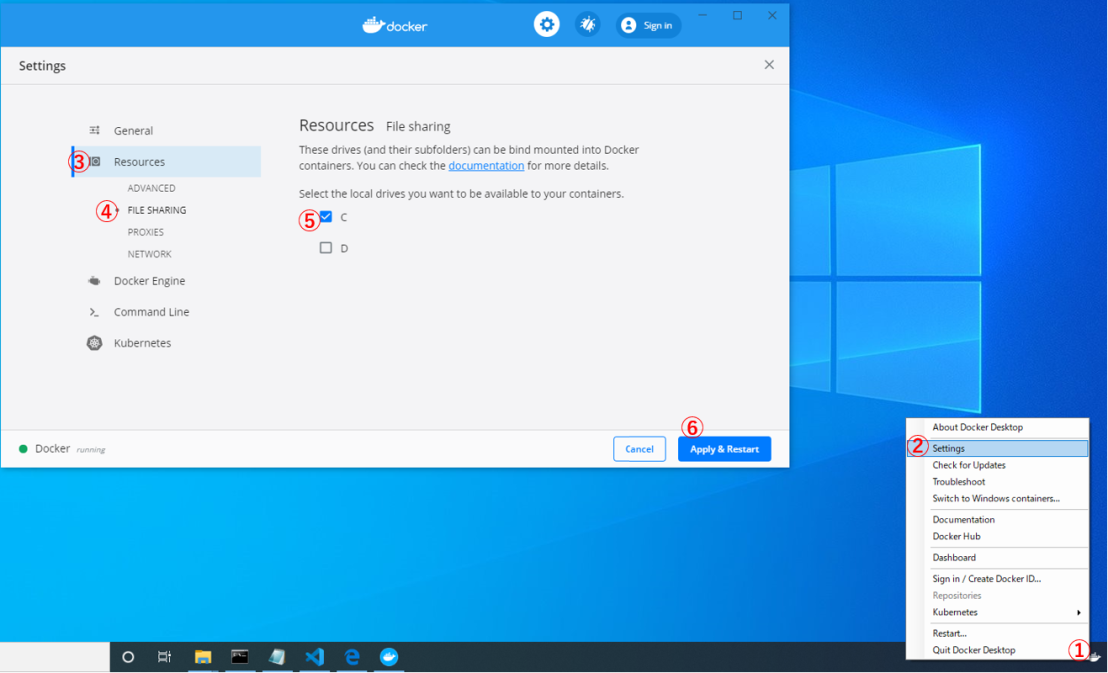 docker
Sign in
Settings
General
③
Resources
ADVANCED
④
FILE SHARING
PROXIES
NETWORK
Docker Engine
Command Line
Kubernetes
Resources File sharing
These drives (and their subfolders) can be bind mounted into Docker
containers. You can check the documentation for more details.
Select the local drives you want to be available to your containers.
⑤
C
D
Docker running
Cancel
⑥
Apply & Restart
About Docker Desktop
②
Settings
Check for Updates
Troubleshoot
Switch to Windows containers...
Documentation
Docker Hub
Dashboard
Sign in / Create Docker ID...
Repositories
Kubernetes
Restart...
Quit Docker Desktop
①